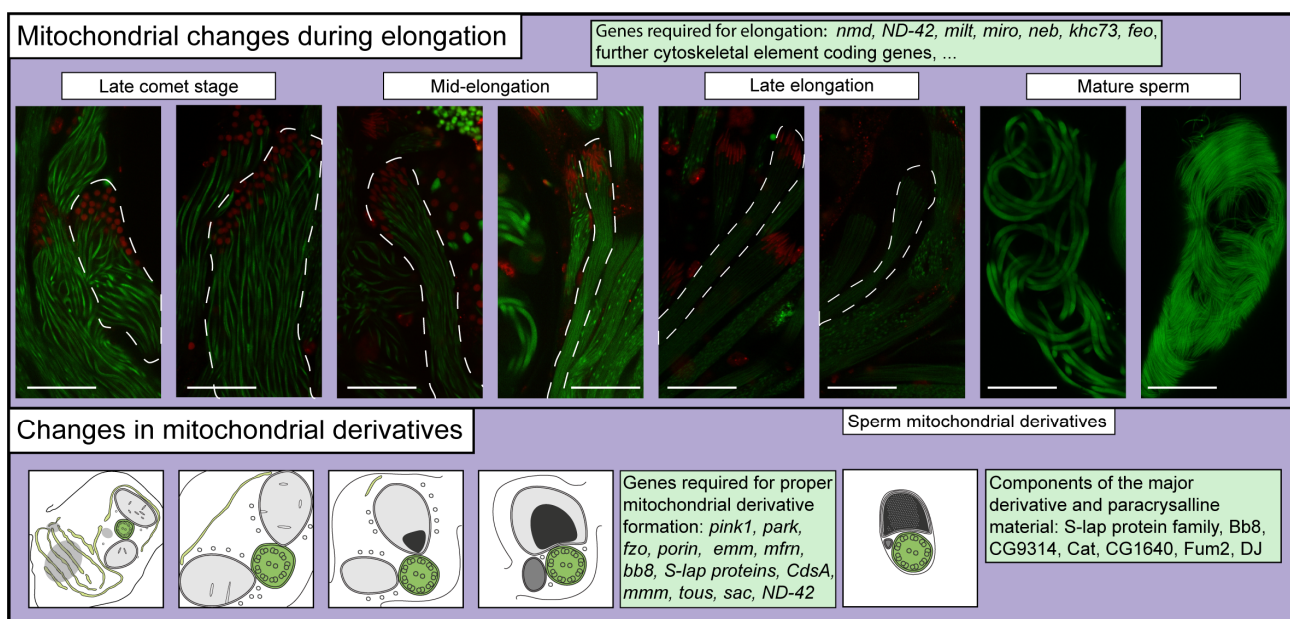 Mitochondrial changes during elongation
Genes required for elongation: nmd, ND-42, milt, miro, neb, khc73, feo,
further cytoskeletal element coding genes, ...
Late comet stage
Mid-elongation
Late elongation
Mature sperm
Changes in mitochondrial derivatives
Sperm mitochondrial derivatives
Genes required for proper
mitochondrial derivative
formation: pink1, park,
fzo, porin, emm, mfrn,
bb8, S-lap proteins, CdsA,
mmm, tous, sac, ND-42
Components of the major
derivative and paracrysalline
material: S-lap protein family, Bb8,
CG9314, Cat, CG1640, Fum2, DJ